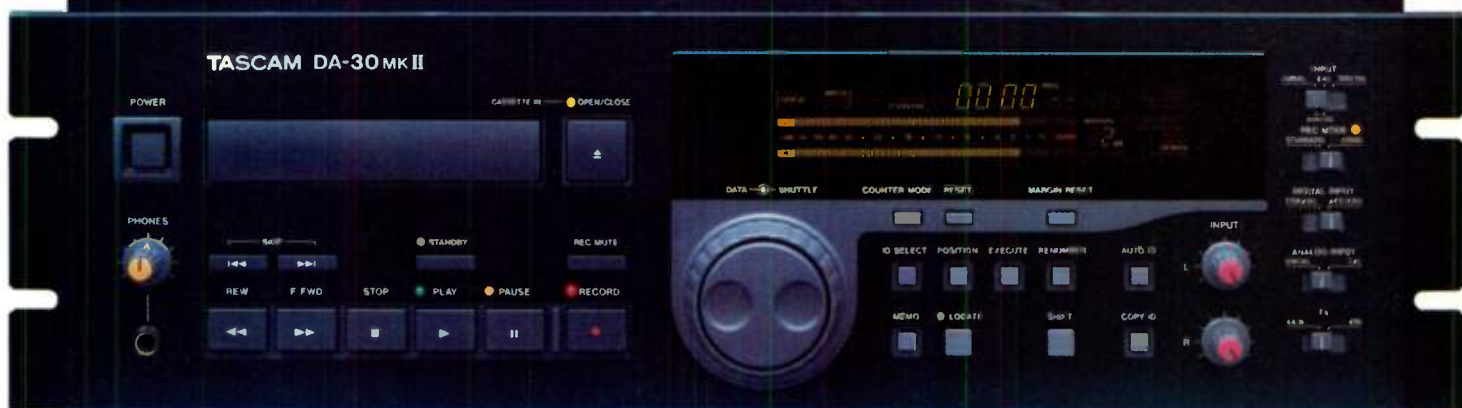 TASCAM DA-30 MK II
POWER
OPEN/CLOSE
00 00
DATA SHUTTLE
COUNTER MODE RESET
MARGIN RESET
PHONES
SKIP
STANDBY
REC MUTE
REW
F FWD
STOP
PLAY
PAUSE
RECORD
ID SELECT
POSITION
EXECUTE
RENUMBER
AUTO ID
MEMO
LOCATE
SHIFT
COPY ID
INPUT
L
R
INPUT
REC MODE
DIGITAL INPUT
ANALOG INPUT